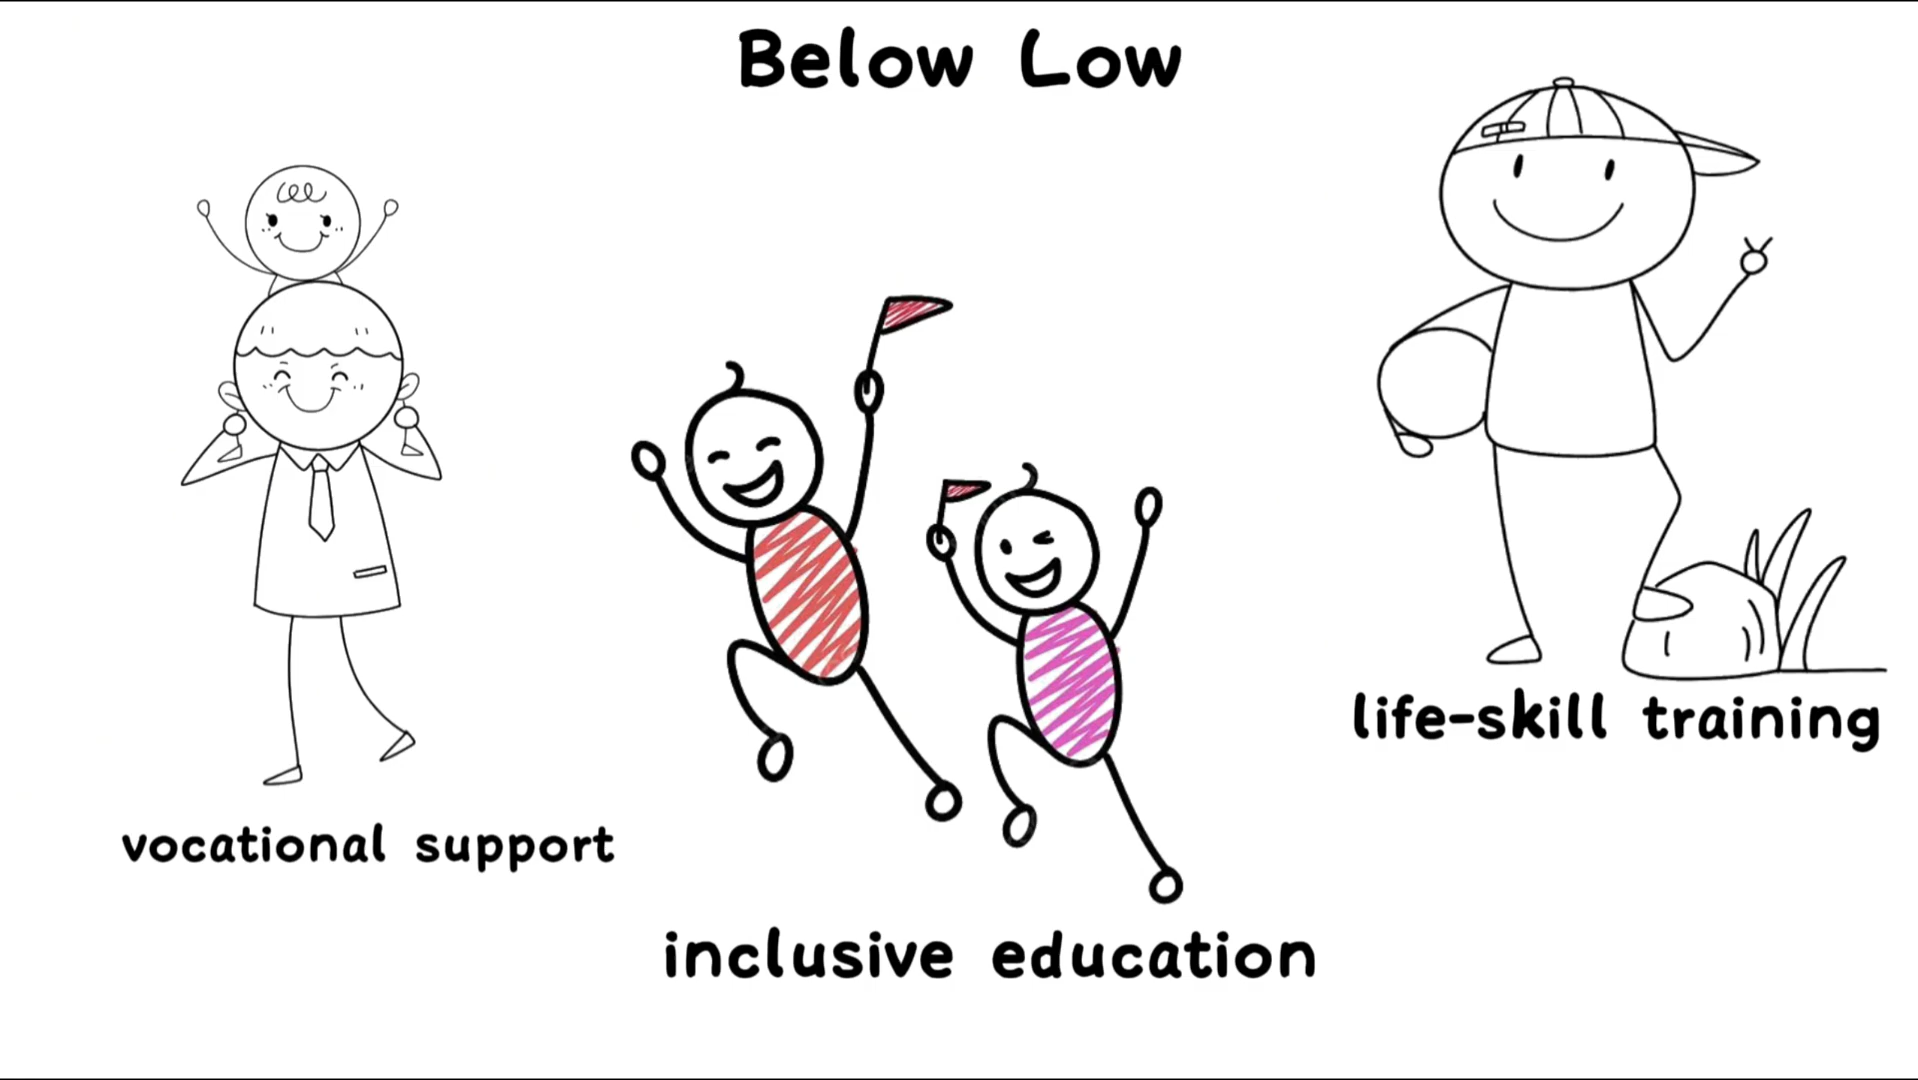 Below Low
life-skill training
vocational support
inclusive education